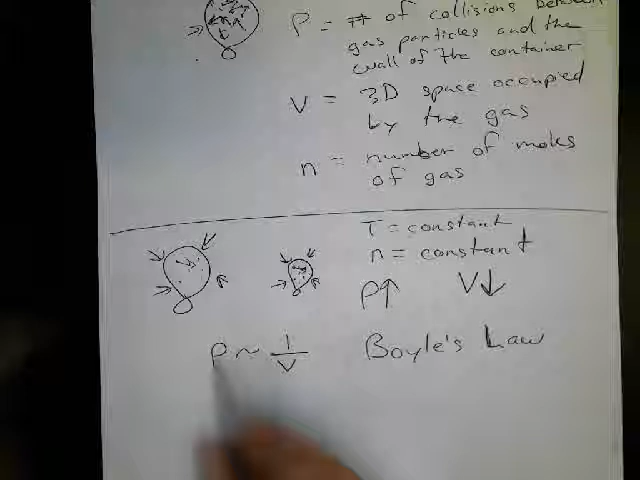 P = # of collisions between
gas particles and the
wall of the container
V = 3D space occupied
by the gas
n = number of moles
of gas
T = constant
n = constant
P↑ V↓
P ~ 1/V Boyle's Law